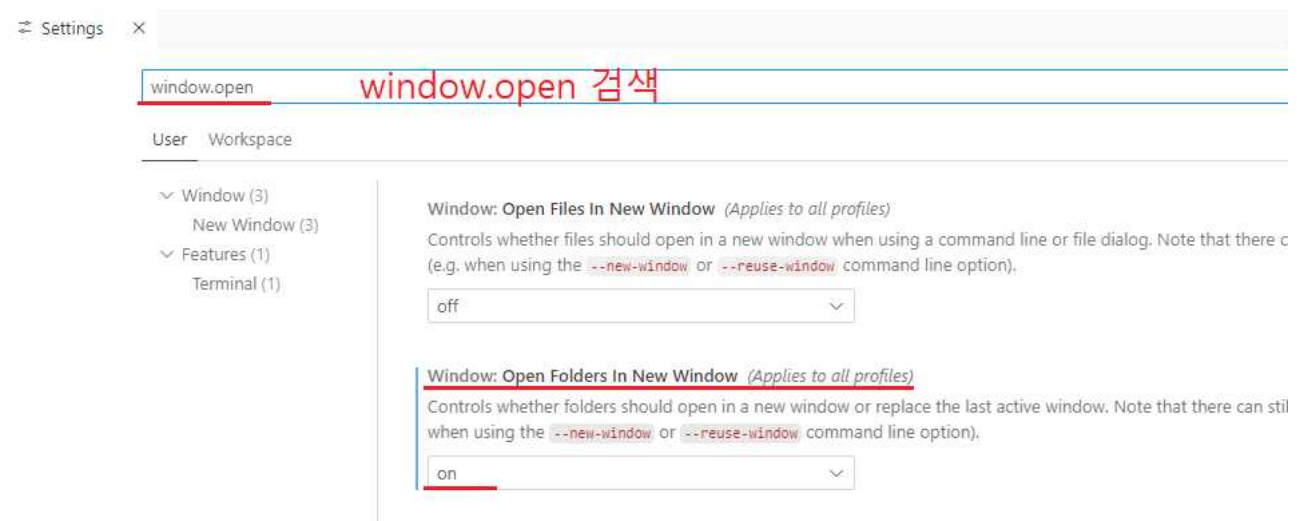 Settings
window.open
window.open 검색
User Workspace
Window (3)
New Window (3)
Features (1)
Terminal (1)
Window: Open Files In New Window (Applies to all profiles)
Controls whether files should open in a new window when using a command line or file dialog. Note that there c
(e.g. when using the --new-window or --reuse-window command line option).
off
Window: Open Folders In New Window (Applies to all profiles)
Controls whether folders should open in a new window or replace the last active window. Note that there can stil
when using the --new-window or --reuse-window command line option).
on